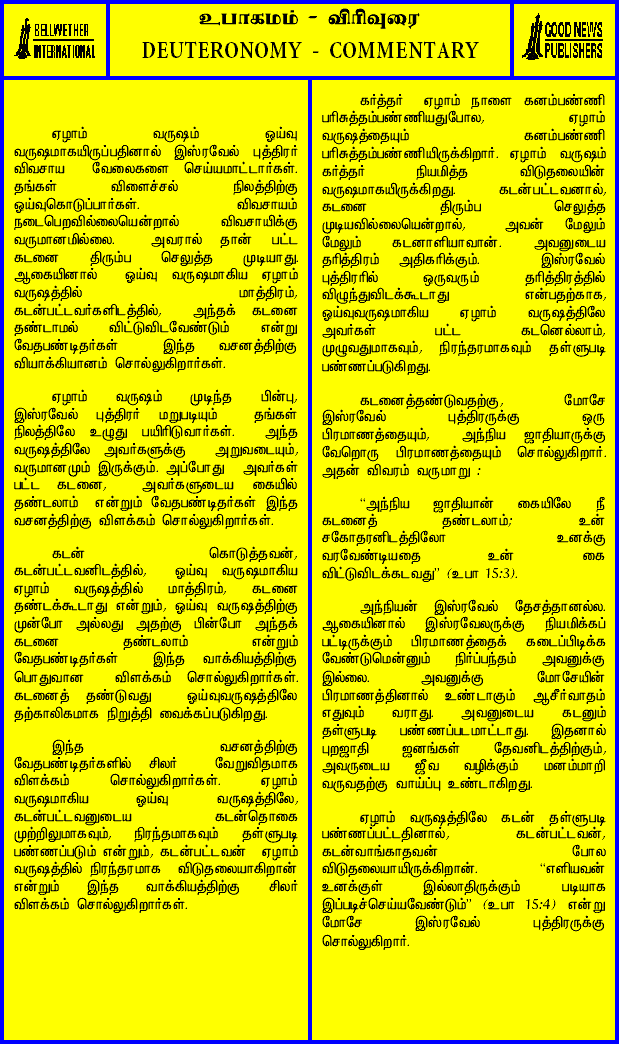 BELLWETHER
INTERNATIONAL
உபாகமம் - விரிவுரை
DEUTERONOMY - COMMENTARY
GOOD NEWS
PUBLISHERS
ஏழாம் வருஷம் ஓய்வு
வருஷமாகயிருப்பதினால் இஸ்ரவேல் புத்திரர்
விவசாய வேலைகளை செய்யமாட்டார்கள்.
தங்கள் விளைச்சல் நிலத்திற்கு
ஓய்வுகொடுப்பார்கள். விவசாயம்
நடைபெறவில்லையென்றால் விவசாயிக்கு
வருமானமில்லை. அவரால் தான் பட்ட
கடனை திரும்ப செலுத்த முடியாது.
ஆகையினால் ஓய்வு வருஷமாகிய ஏழாம்
வருஷத்தில் மாத்திரம்,
கடன்பட்டவர்களிடத்தில், அந்தக் கடனை
தண்டாமல் விட்டுவிடவேண்டும் என்று
வேதபண்டிதர்கள் இந்த வசனத்திற்கு
வியாக்கியானம் சொல்லுகிறார்கள்.
ஏழாம் வருஷம் முடிந்த பின்பு,
இஸ்ரவேல் புத்திரர் மறுபடியும் தங்கள்
நிலத்திலே உழுது பயிரிடுவார்கள். அந்த
வருஷத்திலே அவர்களுக்கு அறுவடையும்,
வருமானமும் இருக்கும். அப்போது அவர்கள்
பட்ட கடனை, அவர்களுடைய கையில்
தண்டலாம் என்றும் வேதபண்டிதர்கள் இந்த
வசனத்திற்கு விளக்கம் சொல்லுகிறார்கள்.
கடன் கொடுத்தவன்,
கடன்பட்டவனிடத்தில், ஓய்வு வருஷமாகிய
ஏழாம் வருஷத்தில் மாத்திரம், கடனை
தண்டக்கூடாது என்றும், ஓய்வு வருஷத்திற்கு
முன்போ அல்லது அதற்கு பின்போ அந்தக்
கடனை தண்டலாம் என்றும்
வேதபண்டிதர்கள் இந்த வாக்கியத்திற்கு
பொதுவான விளக்கம் சொல்லுகிறார்கள்.
கடனைத் தண்டுவது ஓய்வுவருஷத்திலே
தற்காலிகமாக நிறுத்தி வைக்கப்படுகிறது.
இந்த வசனத்திற்கு
வேதபண்டிதர்களில் சிலர் வேறுவிதமாக
விளக்கம் சொல்லுகிறார்கள். ஏழாம்
வருஷமாகிய ஓய்வு வருஷத்திலே,
கடன்பட்டவனுடைய கடன்தொகை
முற்றிலுமாகவும், நிரந்தமாகவும் தள்ளுபடி
பண்ணப்படும் என்றும், கடன்பட்டவன் ஏழாம்
வருஷத்தில் நிரந்தரமாக விடுதலையாகிறான்
என்றும் இந்த வாக்கியத்திற்கு சிலர்
விளக்கம் சொல்லுகிறார்கள்.
கர்த்தர் ஏழாம் நாளை கனம்பண்ணி
பரிசுத்தம்பண்ணியதுபோல, ஏழாம்
வருஷத்தையும் கனம்பண்ணி
பரிசுத்தம்பண்ணியிருக்கிறார். ஏழாம் வருஷம்
கர்த்தர் நியமித்த விடுதலையின்
வருஷமாகயிருக்கிறது. கடன்பட்டவனால்,
கடனை திரும்ப செலுத்த
முடியவில்லையென்றால், அவன் மேலும்
மேலும் கடனாளியாவான். அவனுடைய
தரித்திரம் அதிகரிக்கும். இஸ்ரவேல்
புத்திரரில் ஒருவரும் தரித்திரத்தில்
விழுந்துவிடக்கூடாது என்பதற்காக,
ஓய்வுவருஷமாகிய ஏழாம் வருஷத்திலே
அவர்கள் பட்ட கடனெல்லாம்,
முழுவதுமாகவும், நிரந்தரமாகவும் தள்ளுபடி
பண்ணப்படுகிறது.
கடனைத்தண்டுவதற்கு, மோசே
இஸ்ரவேல் புத்திரருக்கு ஒரு
பிரமாணத்தையும், அந்நிய ஜாதியாருக்கு
வேறொரு பிரமாணத்தையும் சொல்லுகிறார்.
அதன் விவரம் வருமாறு :
"அந்நிய ஜாதியான் கையிலே நீ
கடனைத் தண்டலாம்; உன்
சகோதரனிடத்திலோ உனக்கு
வரவேண்டியதை உன் கை
விட்டுவிடக்கடவது" (உபா 15:3).
அந்நியன் இஸ்ரவேல் தேசத்தானல்ல.
ஆகையினால் இஸ்ரவேலருக்கு நியமிக்கப்
பட்டிருக்கும் பிரமாணத்தைக் கடைப்பிடிக்க
வேண்டுமென்னும் நிர்ப்பந்தம் அவனுக்கு
இல்லை. அவனுக்கு மோசேயின்
பிரமாணத்தினால் உண்டாகும் ஆசீர்வாதம்
எதுவும் வராது. அவனுடைய கடனும்
தள்ளுபடி பண்ணப்படமாட்டாது. இதனால்
புறஜாதி ஜனங்கள் தேவனிடத்திற்கும்,
அவருடைய ஜீவ வழிக்கும் மனம்மாறி
வருவதற்கு வாய்ப்பு உண்டாகிறது.
ஏழாம் வருஷத்திலே கடன் தள்ளுபடி
பண்ணப்பட்டதினால், கடன்பட்டவன்,
கடன்வாங்காதவன் போல
விடுதலையாயிருக்கிறான். "எளியவன்
உனக்குள் இல்லாதிருக்கும் படியாக
இப்படிச்செய்யவேண்டும்" (உபா 15:4) என்று
மோசே இஸ்ரவேல் புத்திரருக்கு
சொல்லுகிறார்.